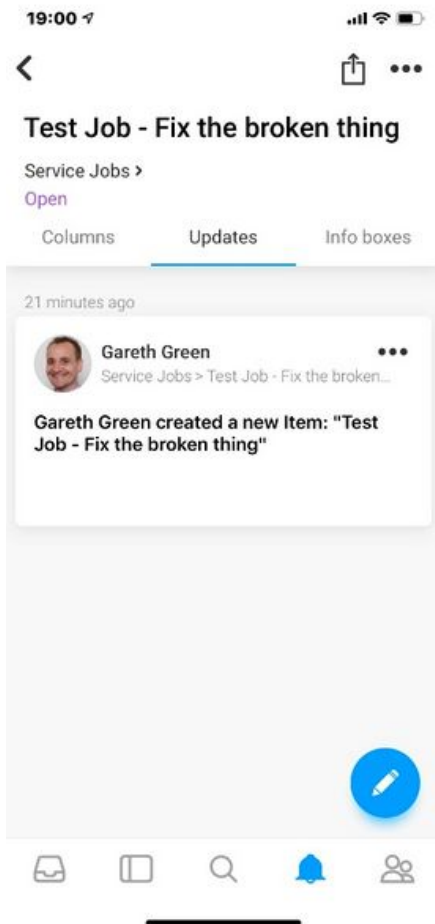 19:00
Test Job - Fix the broken thing
Service Jobs >
Open
Columns Updates Info boxes
21 minutes ago
Gareth Green
Service Jobs > Test Job - Fix the broken...
Gareth Green created a new Item: "Test
Job - Fix the broken thing"